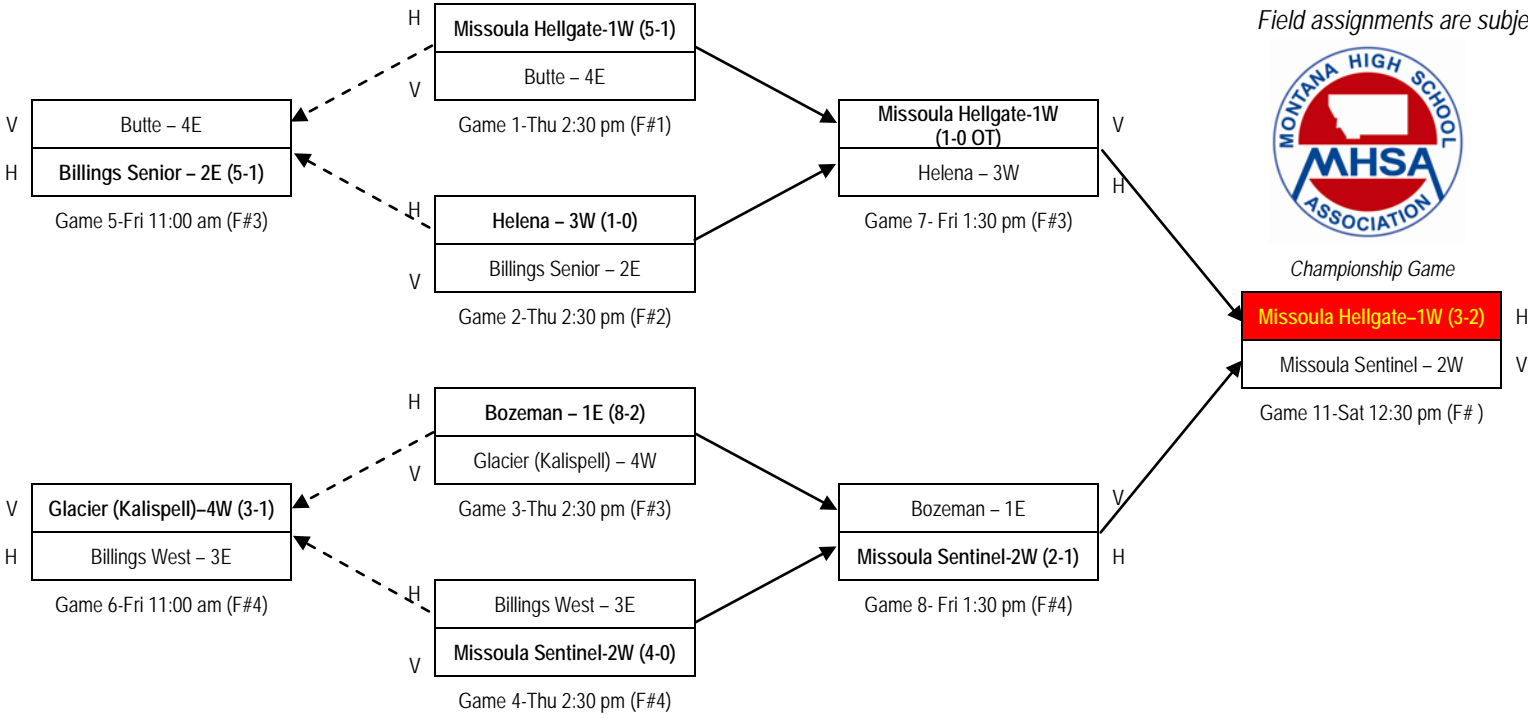 Field assignments are subje
H
Missoula Hellgate-1W (5-1)
Butte – 4E
V
Game 1-Thu 2:30 pm (F#1)
V
Butte – 4E
H
Billings Senior – 2E (5-1)
Game 5-Fri 11:00 am (F#3)
H
Helena – 3W (1-0)
Billings Senior – 2E
V
Game 2-Thu 2:30 pm (F#2)
Missoula Hellgate-1W
(1-0 OT)
V
Helena – 3W
H
Game 7- Fri 1:30 pm (F#3)
MONTANA HIGH SCHOOL
MHSA
ASSOCIATION
Championship Game
Missoula Hellgate–1W (3-2)
H
Missoula Sentinel – 2W
V
Game 11-Sat 12:30 pm (F# )
H
Bozeman – 1E (8-2)
Glacier (Kalispell) – 4W
V
Game 3-Thu 2:30 pm (F#3)
V
Glacier (Kalispell)–4W (3-1)
H
Billings West – 3E
Game 6-Fri 11:00 am (F#4)
H
Billings West – 3E
Missoula Sentinel-2W (4-0)
V
Game 4-Thu 2:30 pm (F#4)
Bozeman – 1E
V
Missoula Sentinel-2W (2-1)
H
Game 8- Fri 1:30 pm (F#4)